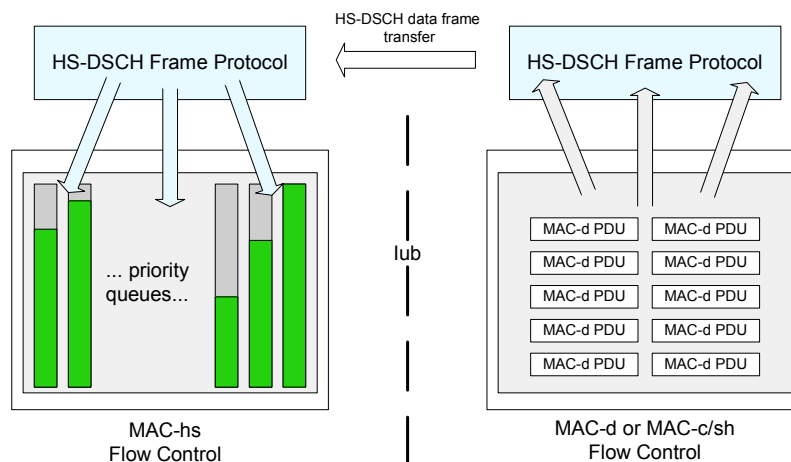 HS-DSCH data frame
transfer
HS-DSCH Frame Protocol
HS-DSCH Frame Protocol
... priority
queues...
Iub
MAC-d PDU MAC-d PDU
MAC-d PDU MAC-d PDU
MAC-d PDU MAC-d PDU
MAC-d PDU MAC-d PDU
MAC-d PDU MAC-d PDU
MAC-hs
Flow Control
MAC-d or MAC-c/sh
Flow Control